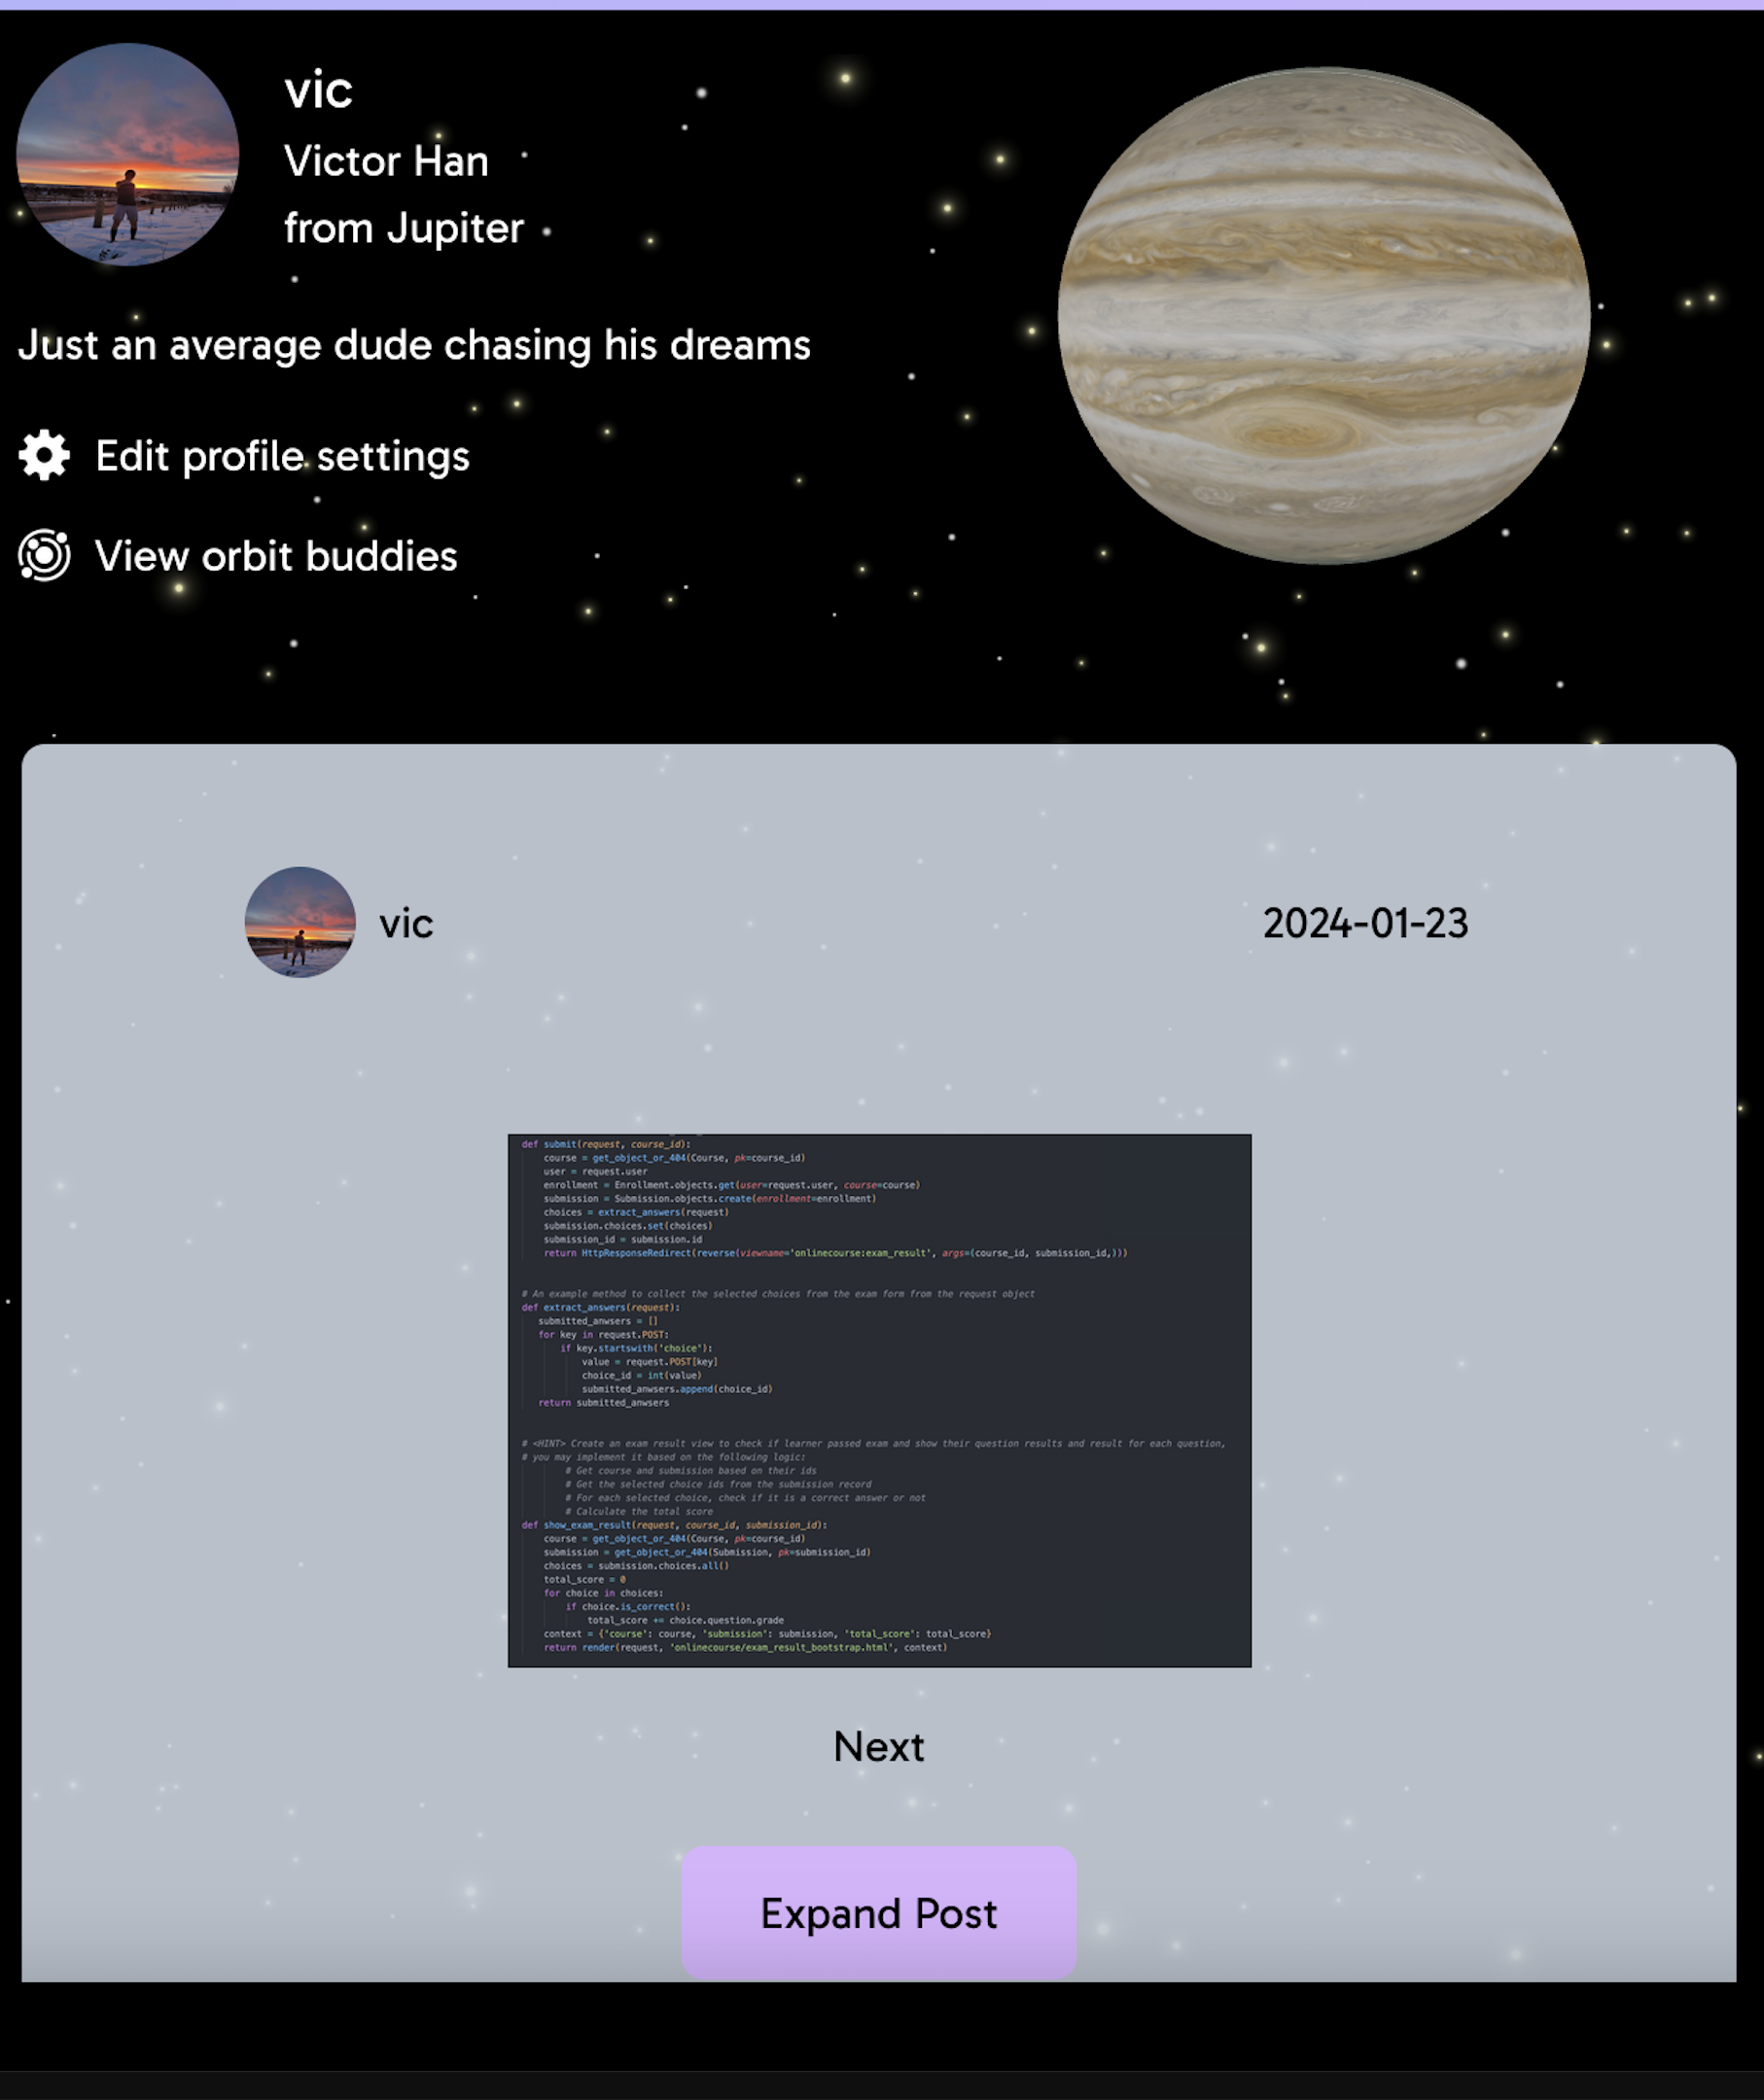 vic
Victor Han
from Jupiter
Just an average dude chasing his dreams
Edit profile settings
View orbit buddies
vic
2024-01-23
def submit(request, course_id):
course = get_object_or_404(Course, pk=course_id)
user = request.user
enrollment = Enrollment.objects.get(user=request.user, course=course)
submission = Submission.objects.create(enrollment=enrollment)
choices = extract_answers(request)
submission.choices.set(choices)
submission_id = submission.id
return HttpResponseRedirect(reverse(viewname='onlinecourse:exam_result', args=(course_id, submission_id,)))
# An example method to collect the selected choices from the exam form from the request object
def extract_answers(request):
submitted_anwsers = []
for key in request.POST:
if key.startswith('choice'):
value = request.POST[key]
choice_id = int(value)
submitted_anwsers.append(choice_id)
return submitted_anwsers
# <HINT> Create an exam result view to check if learner passed exam and show their question results and result for each question,
# you may implement it based on the following logic:
# Get course and submission based on their ids
# Get the selected choice ids from the submission record
# For each selected choice, check if it is a correct answer or not
# Calculate the total score
def show_exam_result(request, course_id, submission_id):
course = get_object_or_404(Course, pk=course_id)
submission = get_object_or_404(Submission, pk=submission_id)
choices = submission.choices.all()
total_score = 0
for choice in choices:
if choice.is_correct():
total_score += choice.question.grade
context = {'course': course, 'submission': submission, 'total_score': total_score}
return render(request, 'onlinecourse/exam_result_bootstrap.html', context)
Next
Expand Post